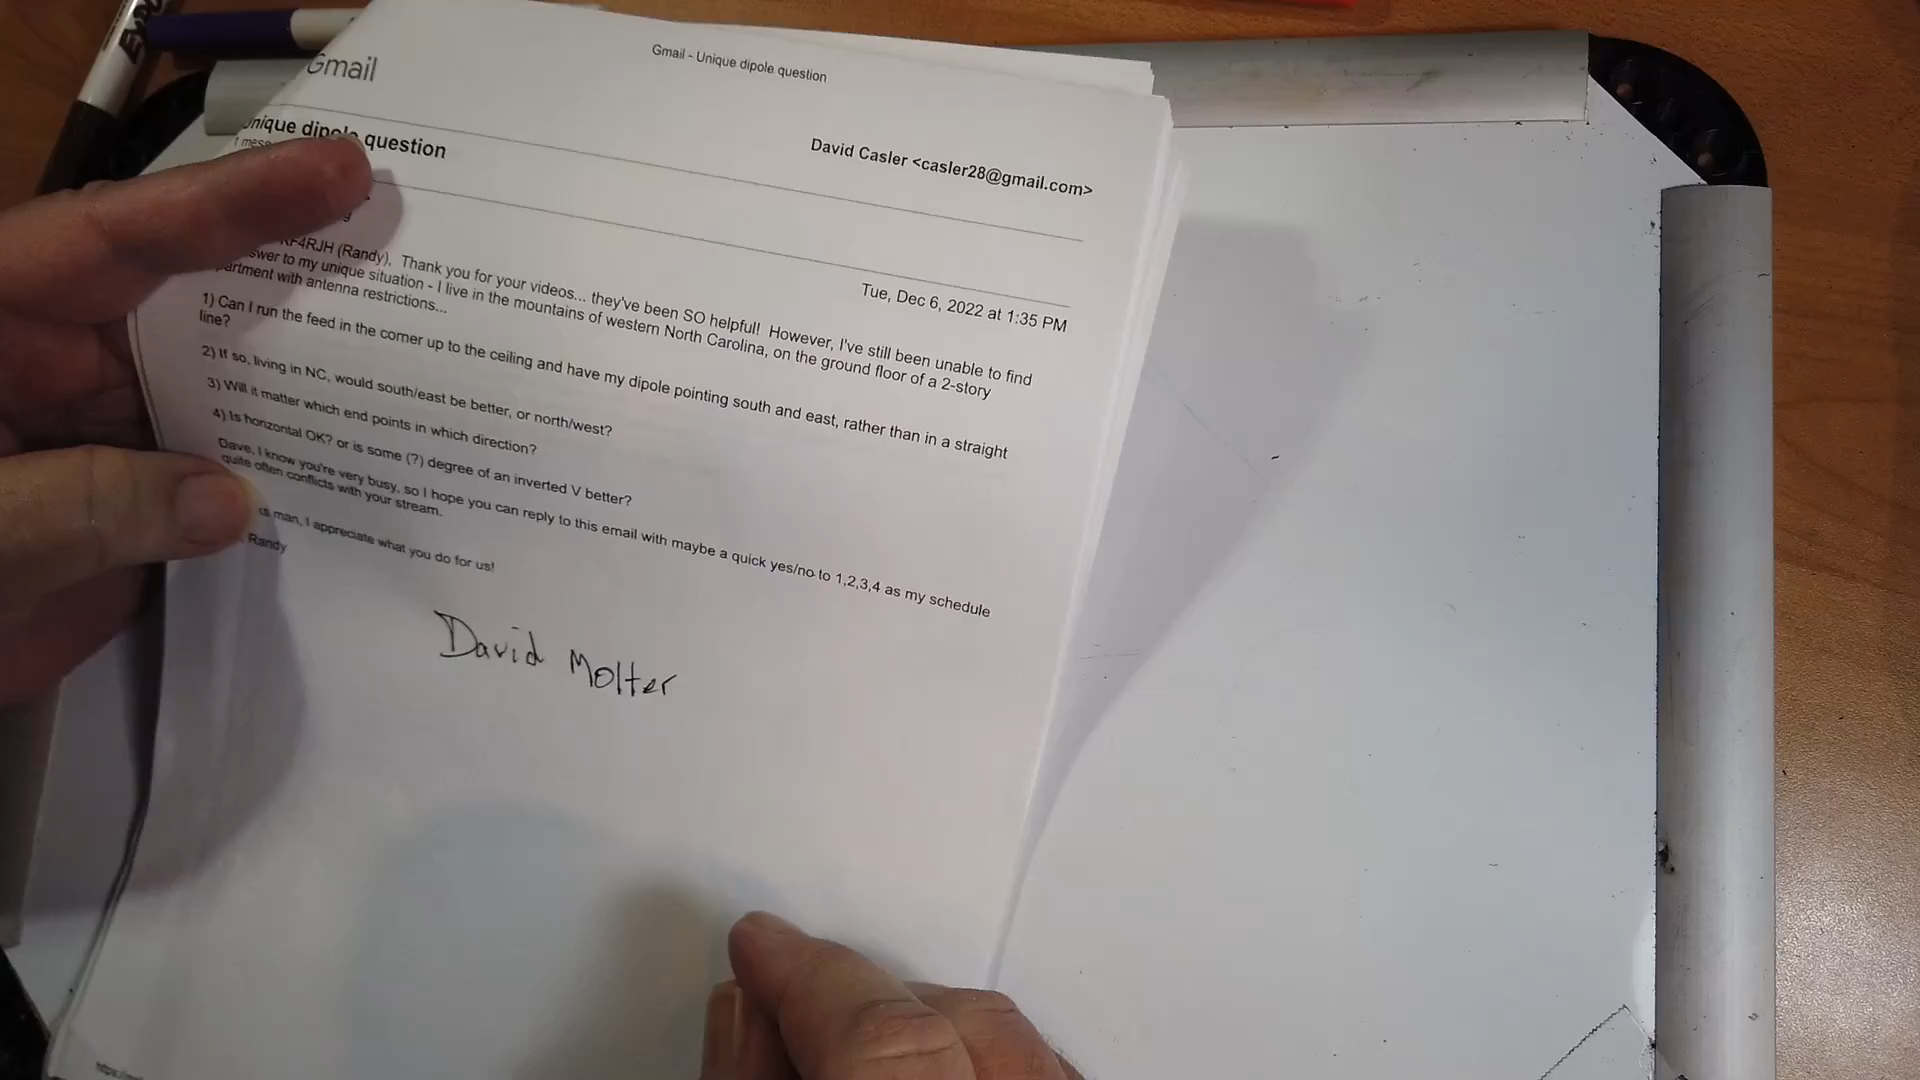 Gmail - Unique dipole question
Gmail
Unique dipole question
David Casler <casler28@gmail.com>
Tue, Dec 6, 2022 at 1:35 PM
KF4RJH (Randy). Thank you for your videos... they've been SO helpful! However, I've still been unable to find
swer to my unique situation - I live in the mountains of western North Carolina, on the ground floor of a 2-story
partment with antenna restrictions...
1) Can I run the feed in the corner up to the ceiling and have my dipole pointing south and east, rather than in a straight
line?
2) If so, living in NC, would south/east be better, or north/west?
3) Will it matter which end points in which direction?
4) Is horizontal OK? or is some (?) degree of an inverted V better?
Dave, I know you're very busy, so I hope you can reply to this email with maybe a quick yes/no to 1,2,3,4 as my schedule
quite often conflicts with your stream.
man, I appreciate what you do for us!
Randy
David Molter